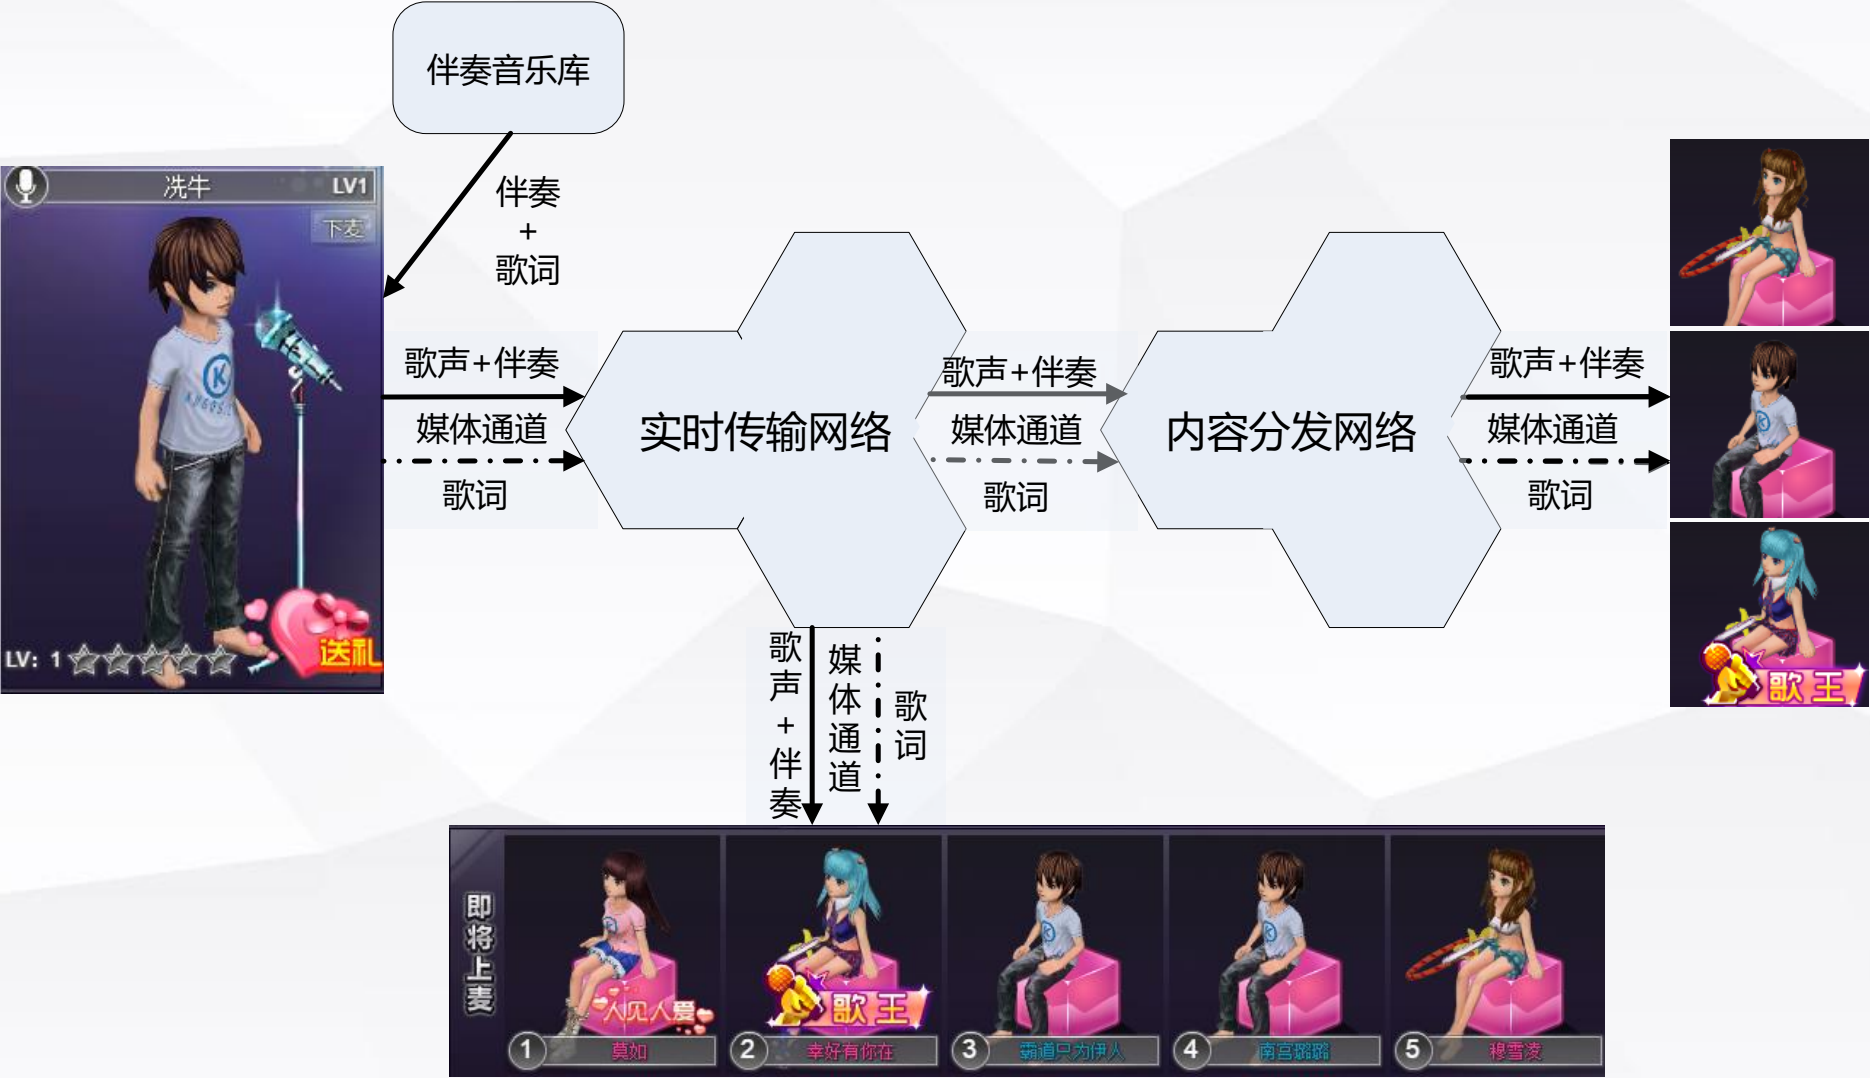 伴奏音乐库
伴奏
+
歌词
冼牛
LV1
下麦
LV: 1
送礼
歌声+伴奏
媒体通道
歌词
实时传输网络
歌声+伴奏
媒体通道
歌词
内容分发网络
歌声+伴奏
媒体通道
歌词
歌王
歌声+伴奏
媒体通道
歌词
即将上麦
人见人爱
歌王
1
莫如
2
幸好有你在
3
霸道只为伊人
4
南宫璐璐
5
穆雪凌